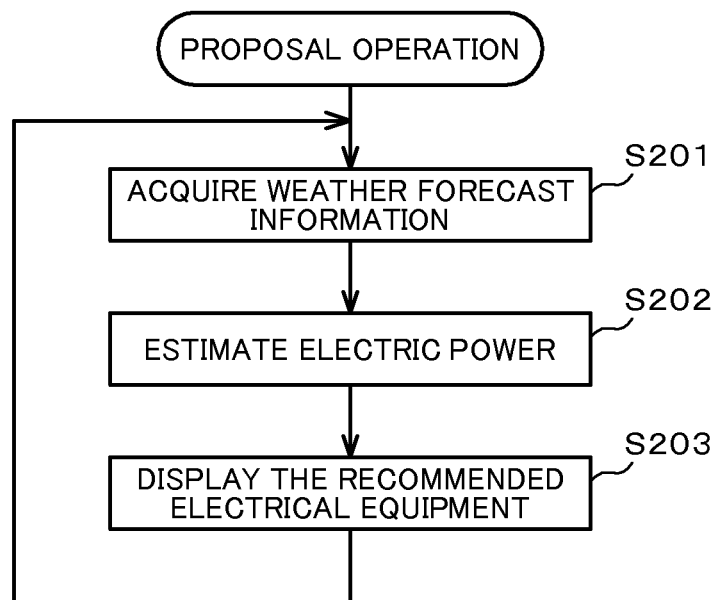 PROPOSAL OPERATION
S201
ACQUIRE WEATHER FORECAST
INFORMATION
S202
ESTIMATE ELECTRIC POWER
S203
DISPLAY THE RECOMMENDED
ELECTRICAL EQUIPMENT